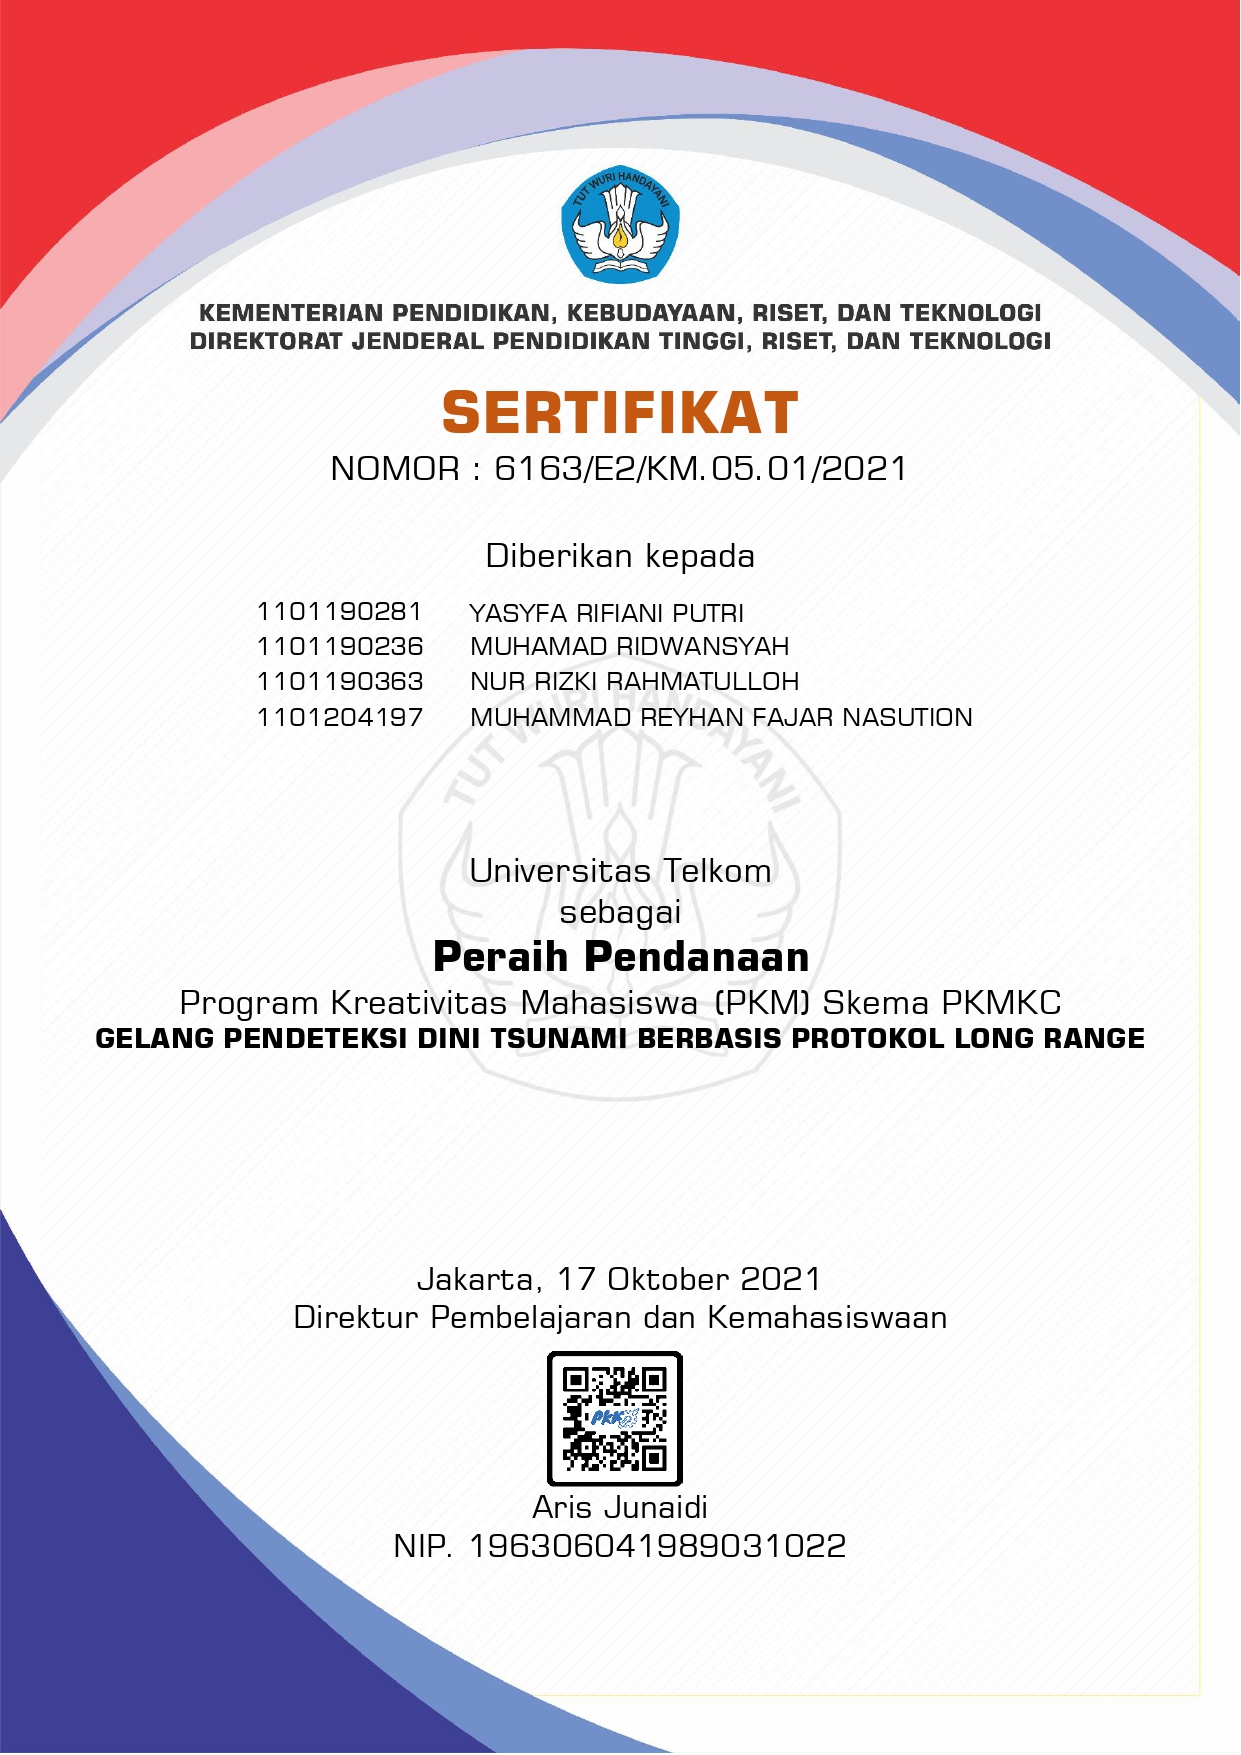 TUT WURI HANDAYANI
KEMENTERIAN PENDIDIKAN, KEBUDAYAAN, RISET, DAN TEKNOLOGI
DIREKTORAT JENDERAL PENDIDIKAN TINGGI, RISET, DAN TEKNOLOGI
SERTIFIKAT
NOMOR : 6163/E2/KM.05.01/2021
Diberikan kepada
1101190281 YASYFA RIFIANI PUTRI
1101190236 MUHAMAD RIDWANSYAH
1101190363 NUR RIZKI RAHMATULLOH
1101204197 MUHAMMAD REYHAN FAJAR NASUTION
TUT WURI HANDAYANI
Universitas Telkom
sebagai
Peraih Pendanaan
Program Kreativitas Mahasiswa (PKM) Skema PKMKC
GELANG PENDETEKSI DINI TSUNAMI BERBASIS PROTOKOL LONG RANGE
Jakarta, 17 Oktober 2021
Direktur Pembelajaran dan Kemahasiswaan
Aris Junaidi
NIP. 196306041989031022